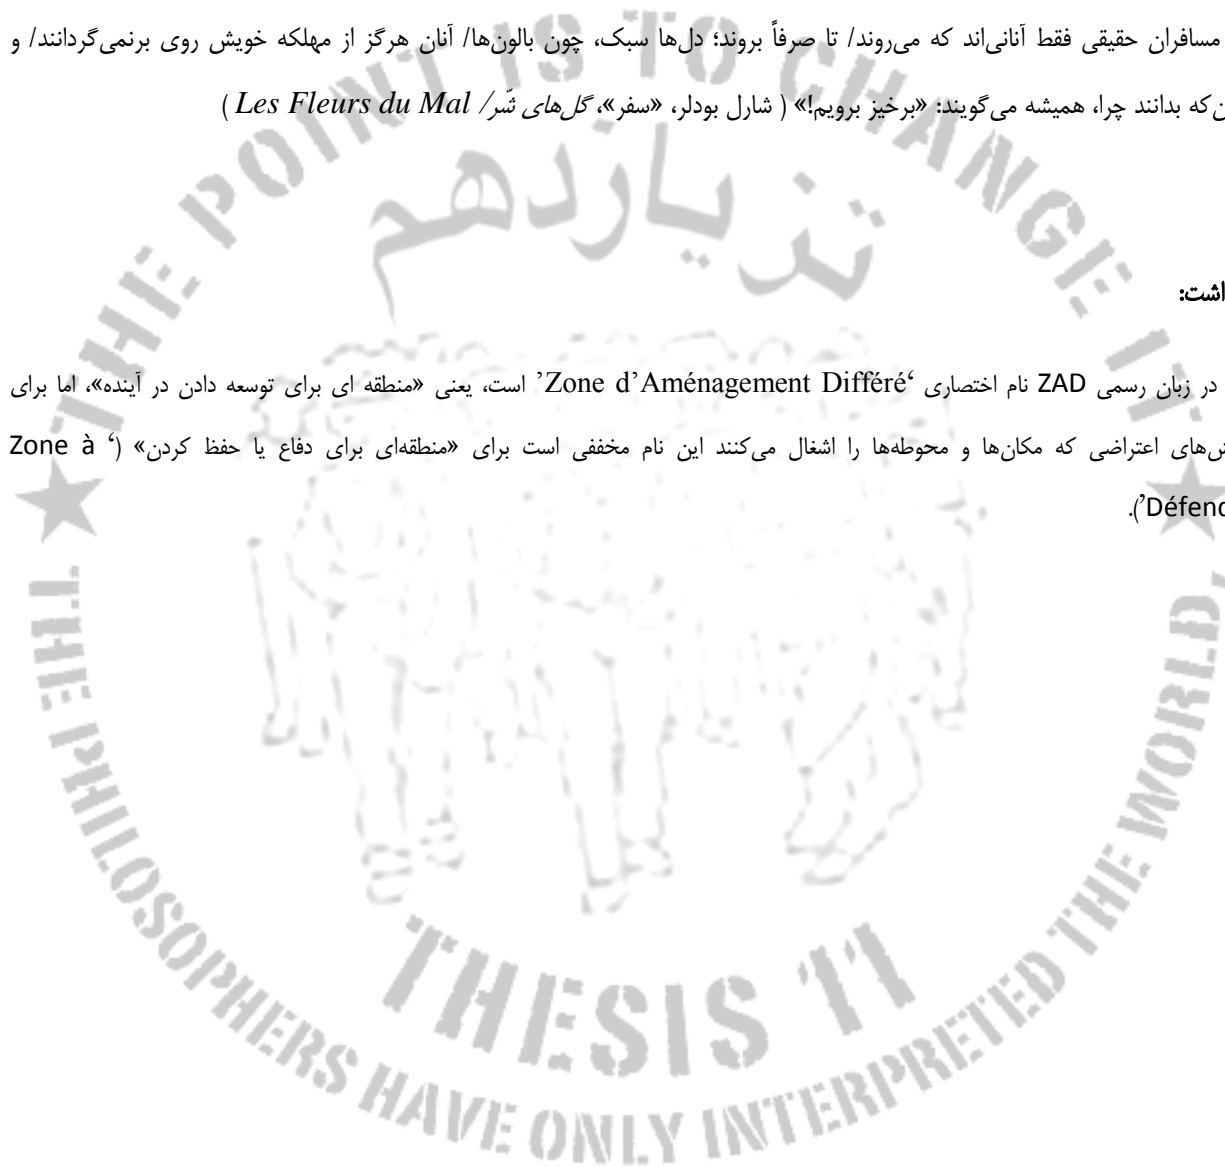 مسافران حقیقی فقط آنانی‌اند که می‌روند/ تا صرفاً بروند؛ دل‌ها سبک، چون بالون‌ها/ آنان هرگز از مهلکه خویش روی برنمی‌گردانند/ و
که بدانند چرا، همیشه می‌گویند: «برخیز برویم!» ( شارل بودلر، «سفر»، گل‌های شّر/ Les Fleurs du Mal )
تز یازدهم
اشت:
در زبان رسمی ZAD نام اختصاری ‘Zone d’Aménagement Différé’ است، یعنی «منطقه ای برای توسعه دادن در آینده»، اما برای
ش‌های اعتراضی که مکان‌ها و محوطه‌ها را اشغال می‌کنند این نام مخففی است برای «منطقه‌ای برای دفاع یا حفظ کردن» (‘ Zone à
Défend’).
THE PHILOSOPHERS HAVE ONLY INTERPRETED THE WORLD,
THE POINT IS TO CHANGE IT
THESIS 11